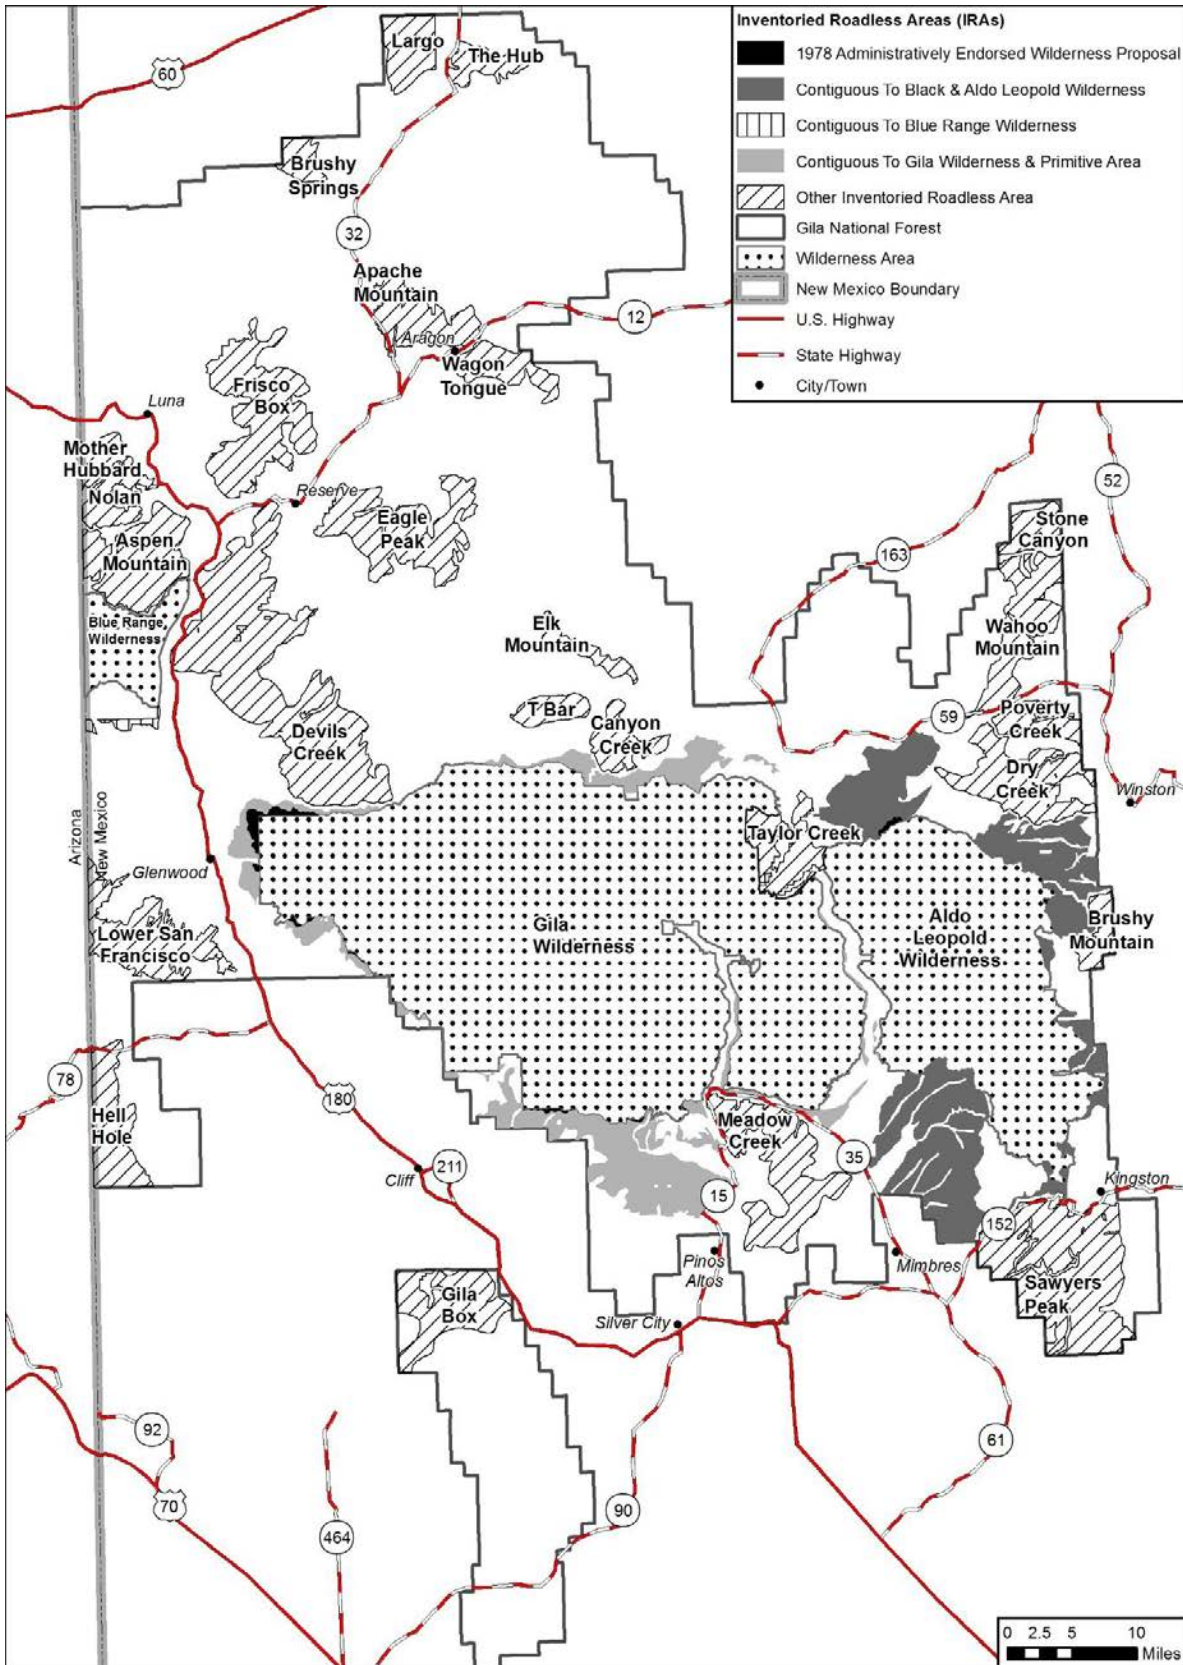 Inventoried Roadless Areas (IRAs)
1978 Administratively Endorsed Wilderness Proposal
Contiguous To Black & Aldo Leopold Wilderness
Contiguous To Blue Range Wilderness
Contiguous To Gila Wilderness & Primitive Area
Other Inventoried Roadless Area
Gila National Forest
Wilderness Area
New Mexico Boundary
U.S. Highway
State Highway
City/Town
Largo
The Hub
60
Brushy
Springs
32
Apache
Mountain
12
Aragon
Wagon
Tongue
Frisco
Box
Luna
Mother
Hubbard
Nolan
Reserve
Eagle
Peak
Aspen
Mountain
52
Stone
Canyon
163
Blue Range
Wilderness
Elk
Mountain
Wahoo
Mountain
T Bar
Canyon
Creek
59
Poverty
Creek
Devils
Creek
Dry
Creek
Winston
Arizona
New Mexico
Taylor Creek
Glenwood
Gila
Wilderness
Aldo
Leopold
Wilderness
Brushy
Mountain
Lower San
Francisco
78
180
Hell
Hole
Meadow
Creek
35
211
Cliff
15
Kingston
152
Pinos
Altos
Mimbres
Sawyers
Peak
Gila
Box
Silver City
92
61
70
90
464
0 2.5 5 10
Miles